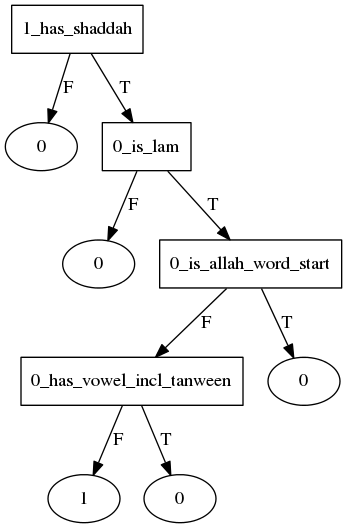 1_has_shaddah
F
T
0
0_is_lam
F
T
0
0_is_allah_word_start
F
T
0_has_vowel_incl_tanween
0
F
T
1
0